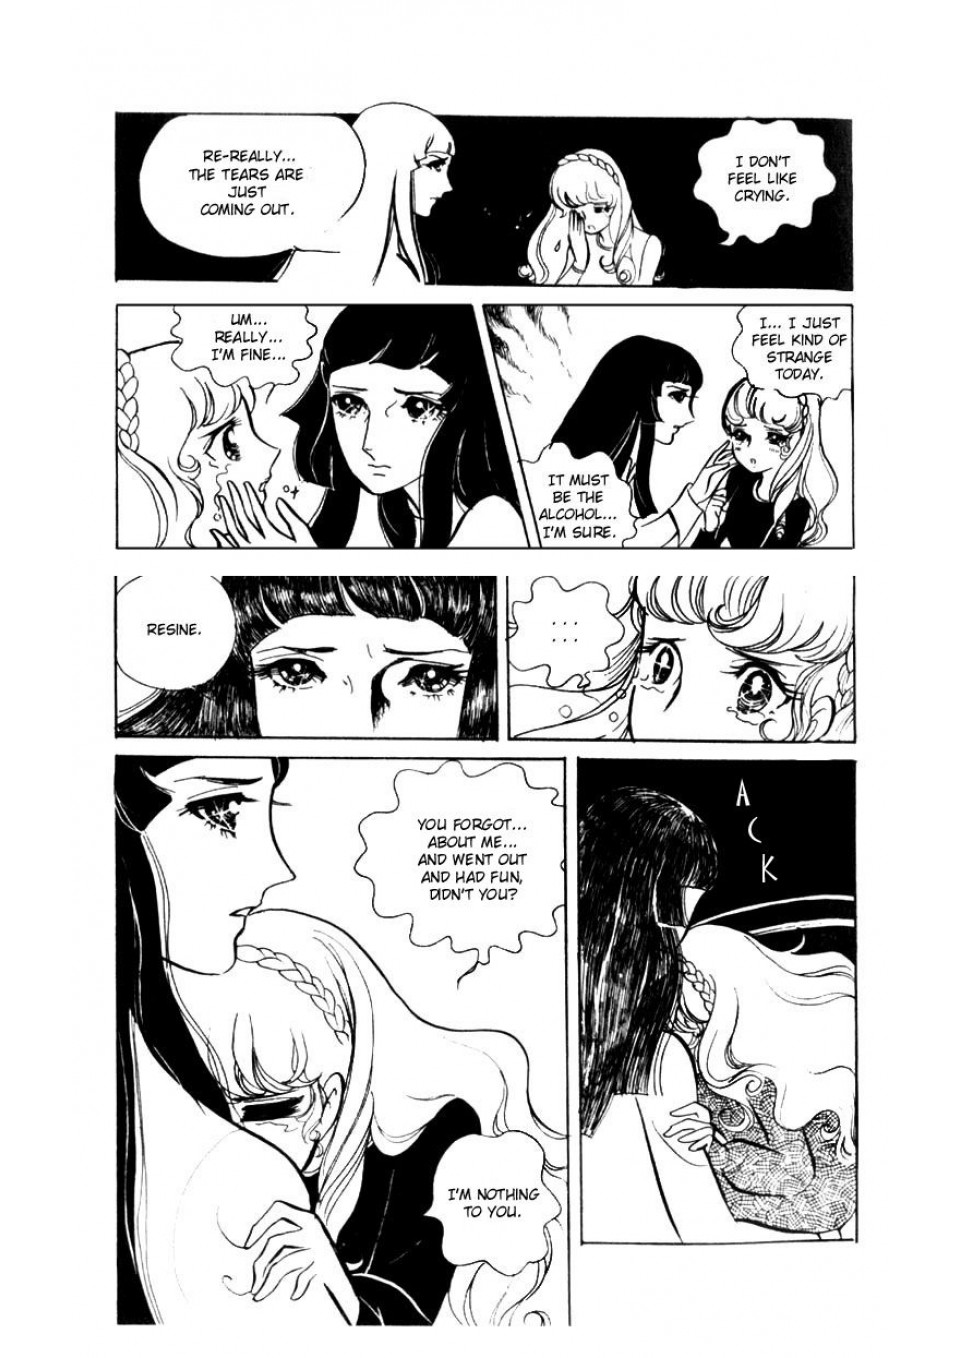 RE-REALLY...
THE TEARS ARE
JUST
COMING OUT.
I DON'T
FEEL LIKE
CRYING.
UM...
REALLY...
I'M FINE...
I... I JUST
FEEL KIND OF
STRANGE
TODAY.
IT MUST
BE THE
ALCOHOL...
I'M SURE.
RESINE.
...
...
YOU FORGOT...
ABOUT ME...
AND WENT OUT
AND HAD FUN,
DIDN'T YOU?
I'M NOTHING
TO YOU.
ACK